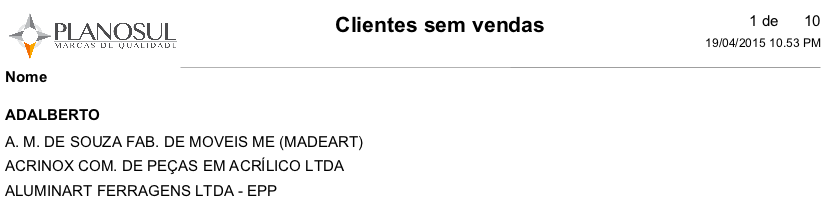 PLANOSUL
MARCAS DE QUALIDADE
Clientes sem vendas
1 de 10
19/04/2015 10.53 PM
Nome
ADALBERTO
A. M. DE SOUZA FAB. DE MOVEIS ME (MADEART)
ACRINOX COM. DE PEÇAS EM ACRÍLICO LTDA
ALUMINART FERRAGENS LTDA - EPP